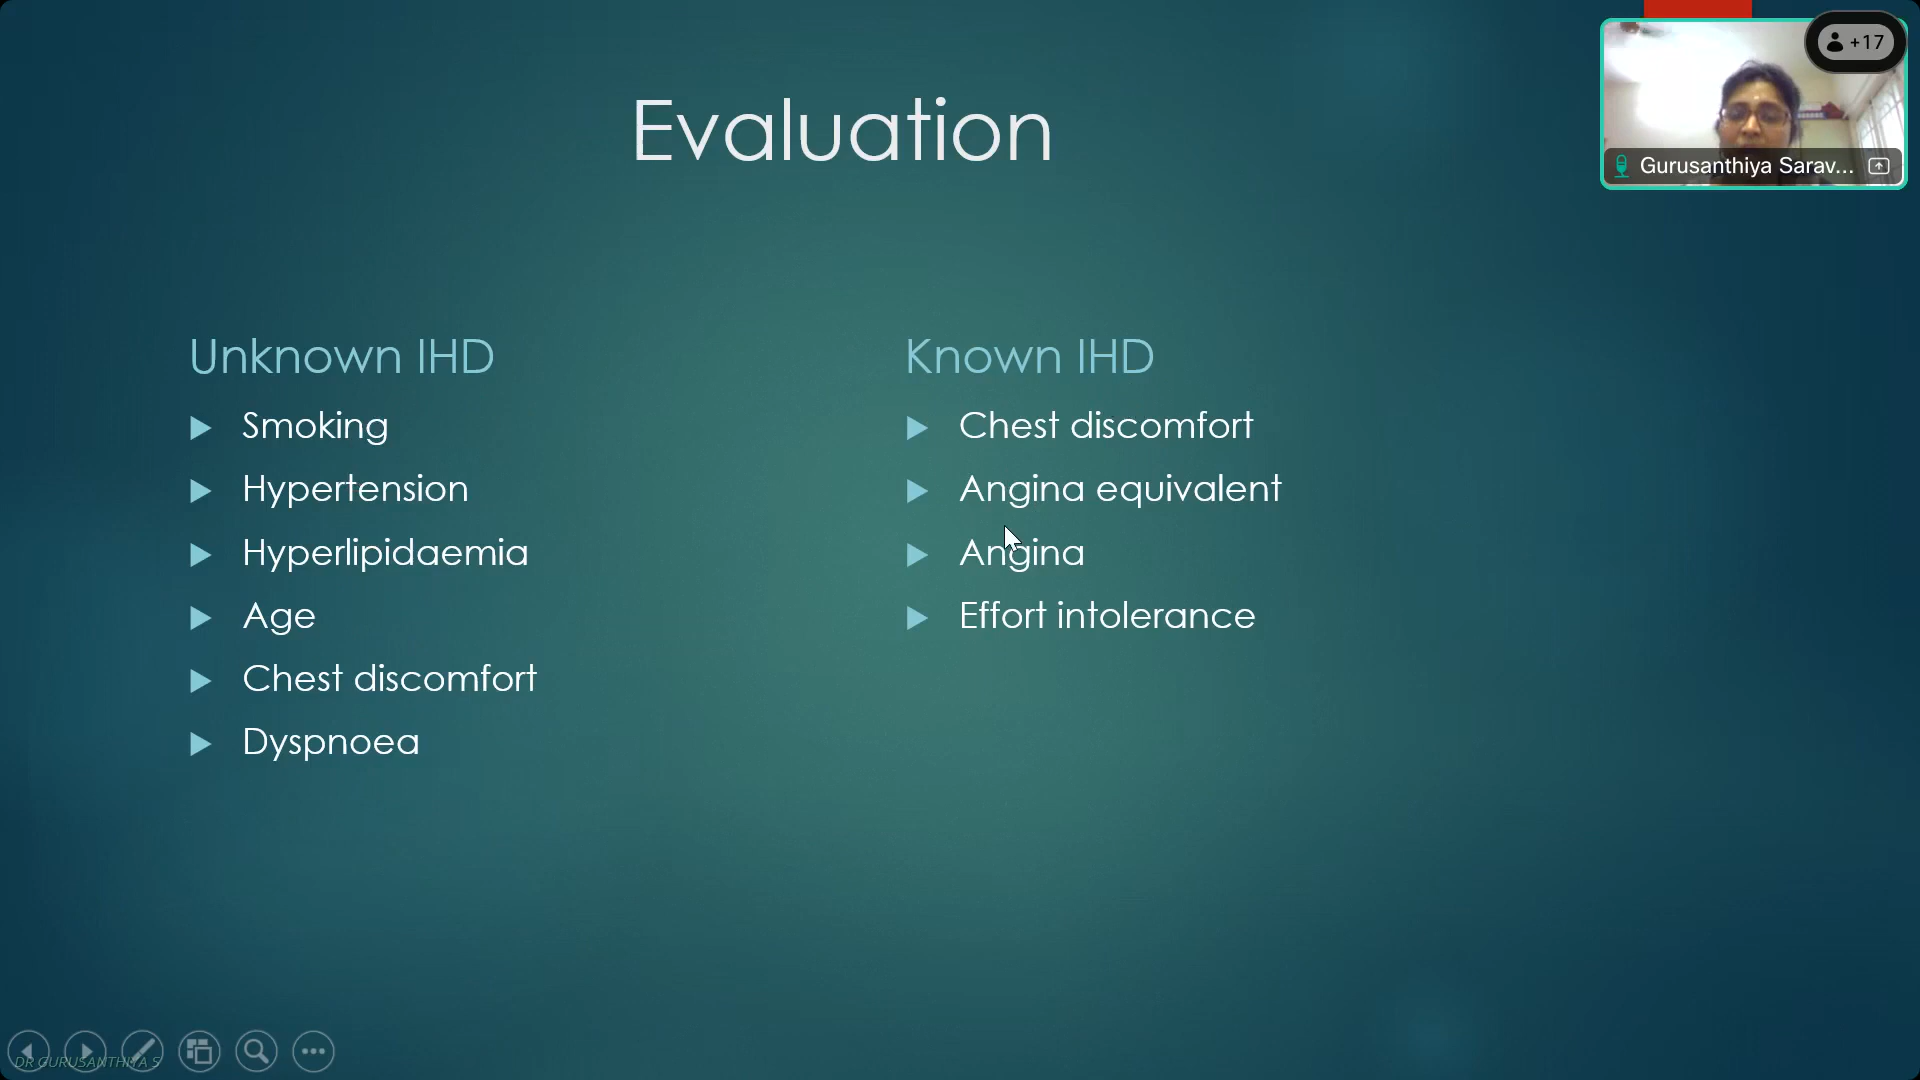 Evaluation
+17
Gurusanthiya Sarav...
Unknown IHD
Smoking
Hypertension
Hyperlipidaemia
Age
Chest discomfort
Dyspnoea
Known IHD
Chest discomfort
Angina equivalent
Angina
Effort intolerance
DR GURUSANTHIYA S